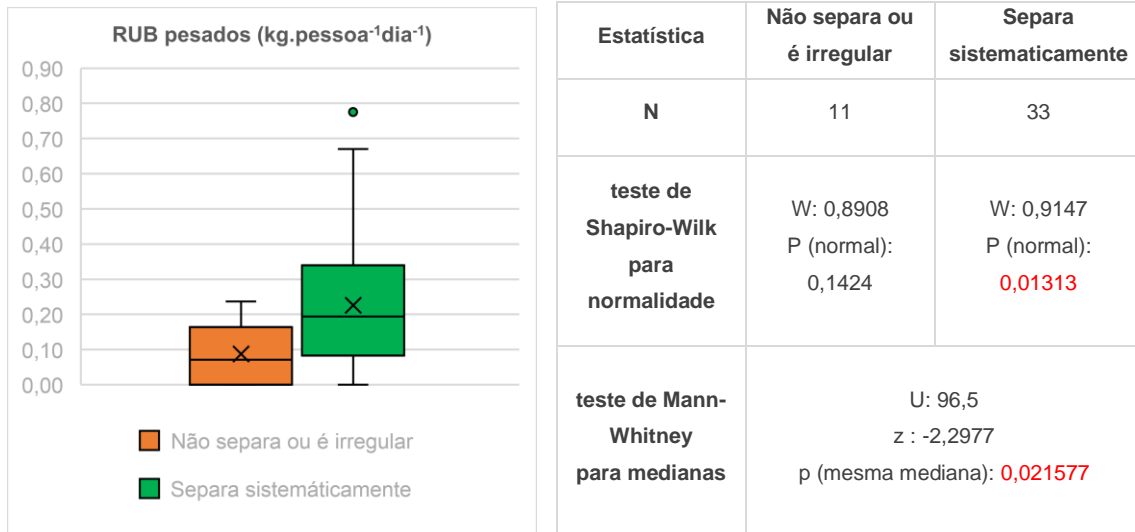 RUB pesados (kg.pessoa⁻¹dia⁻¹)
0,90
0,80
0,70
0,60
0,50
0,40
0,30
0,20
0,10
0,00
Não separa ou é irregular
Separa sistemáticamente
Estatística
Não separa ou
é irregular
Separa
sistematicamente
N
11
33
teste de
Shapiro-Wilk
para
normalidade
W: 0,8908
P (normal):
0,1424
W: 0,9147
P (normal):
0,01313
teste de Mann-
Whitney
para medianas
U: 96,5
z : -2,2977
p (mesma mediana): 0,021577